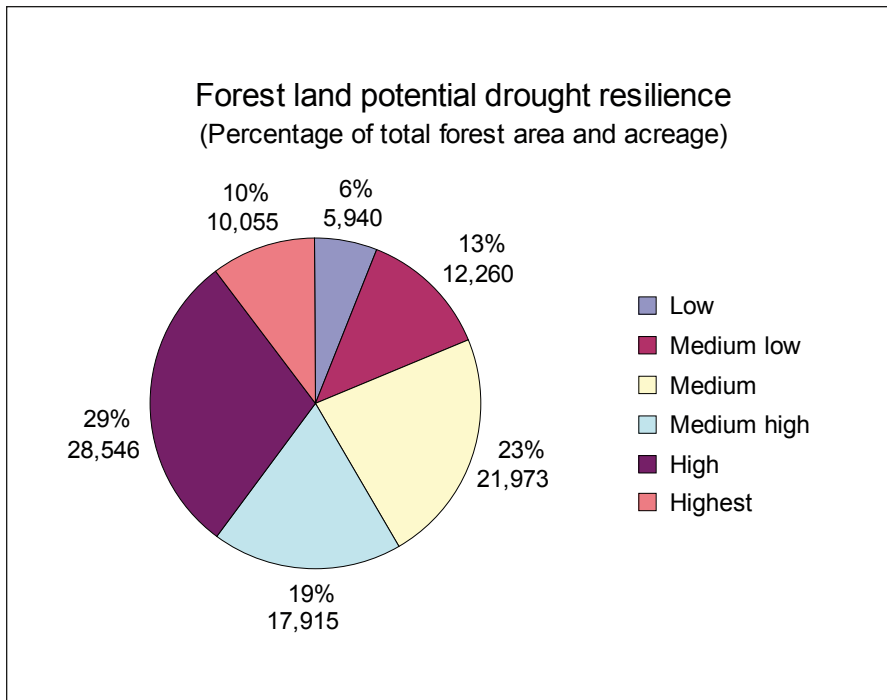 Forest land potential drought resilience
(Percentage of total forest area and acreage)
10%
10,055
6%
5,940
13%
12,260
29%
28,546
23%
21,973
19%
17,915
Low
Medium low
Medium
Medium high
High
Highest